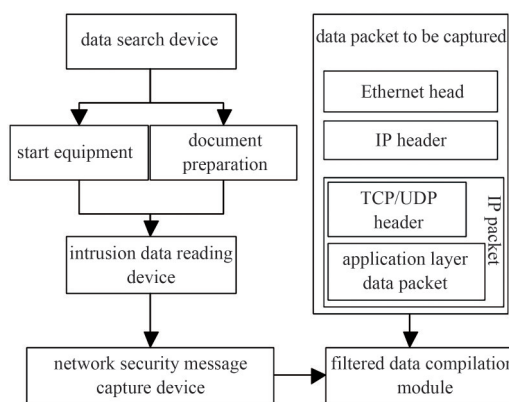 data search device
start equipment
document
preparation
intrusion data reading
device
network security message
capture device
data packet to be captured
Ethernet head
IP header
TCP/UDP
header
IP packet
application layer
data packet
filtered data compilation
module